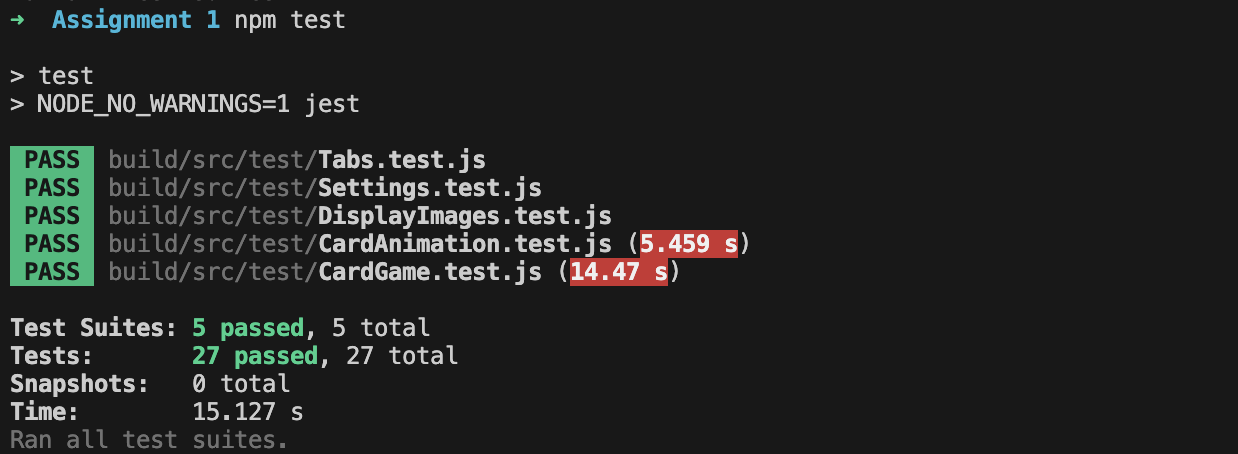 ➜  Assignment 1 npm test
> test
> NODE_NO_WARNINGS=1 jest
PASS build/src/test/Tabs.test.js
PASS build/src/test/Settings.test.js
PASS build/src/test/DisplayImages.test.js
PASS build/src/test/CardAnimation.test.js (5.459 s)
PASS build/src/test/CardGame.test.js (14.47 s)
Test Suites: 5 passed, 5 total
Tests:       27 passed, 27 total
Snapshots:   0 total
Time:        15.127 s
Ran all test suites.